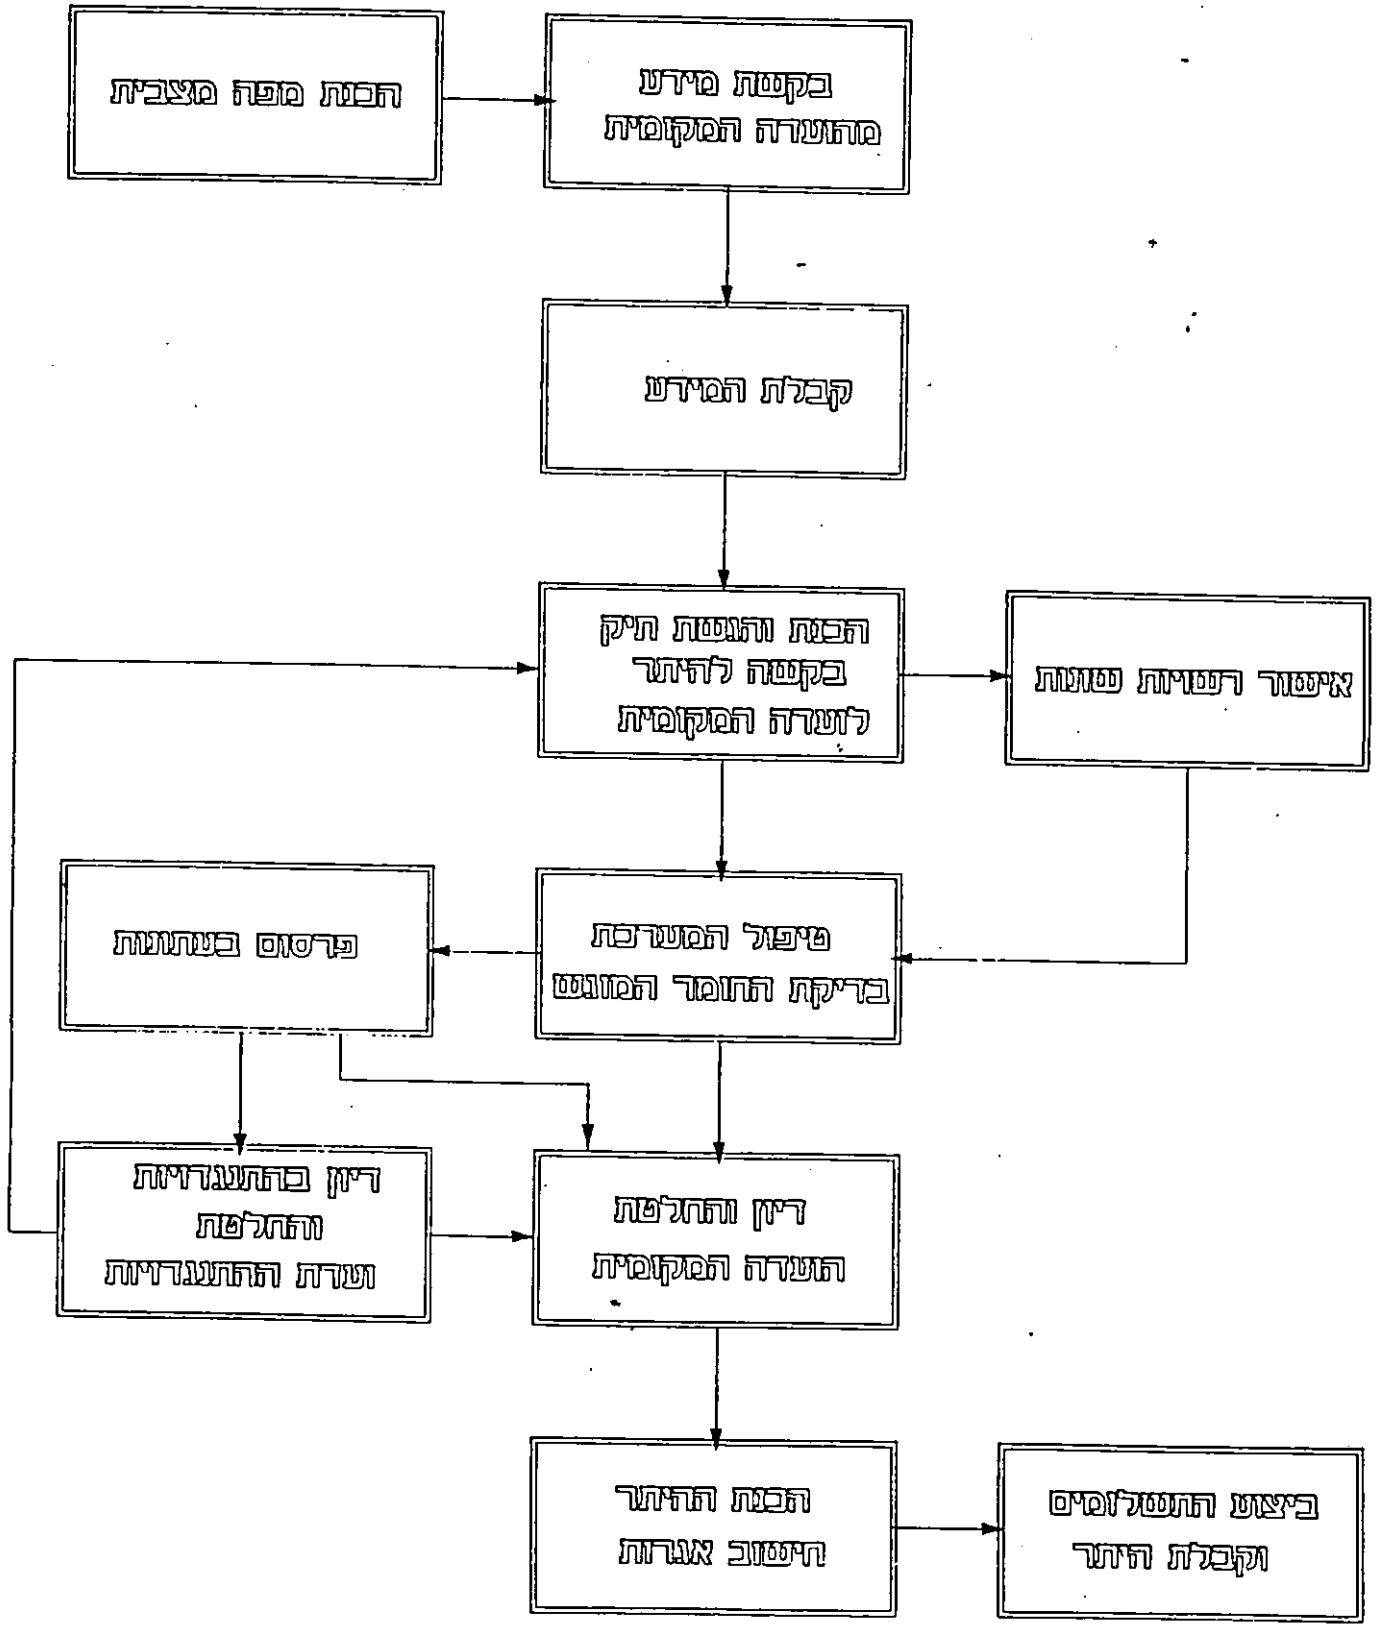 הכנת מפה מצבית
בקשת מידע
מהועדה המקומית
קבלת המידע
הכנת והגשת תיק
בקשה להיתר
לועדה המקומית
אישור רשויות שונות
טיפול המערכת
בדיקת החומר המוגש
פרסום בעתונות
דיון בהתנגדויות
והחלטת
ועדת ההתנגדויות
דיון והחלטת
הועדה המקומית
הכנת ההיתר
חישוב אגרות
ביצוע התשלומים
וקבלת היתר